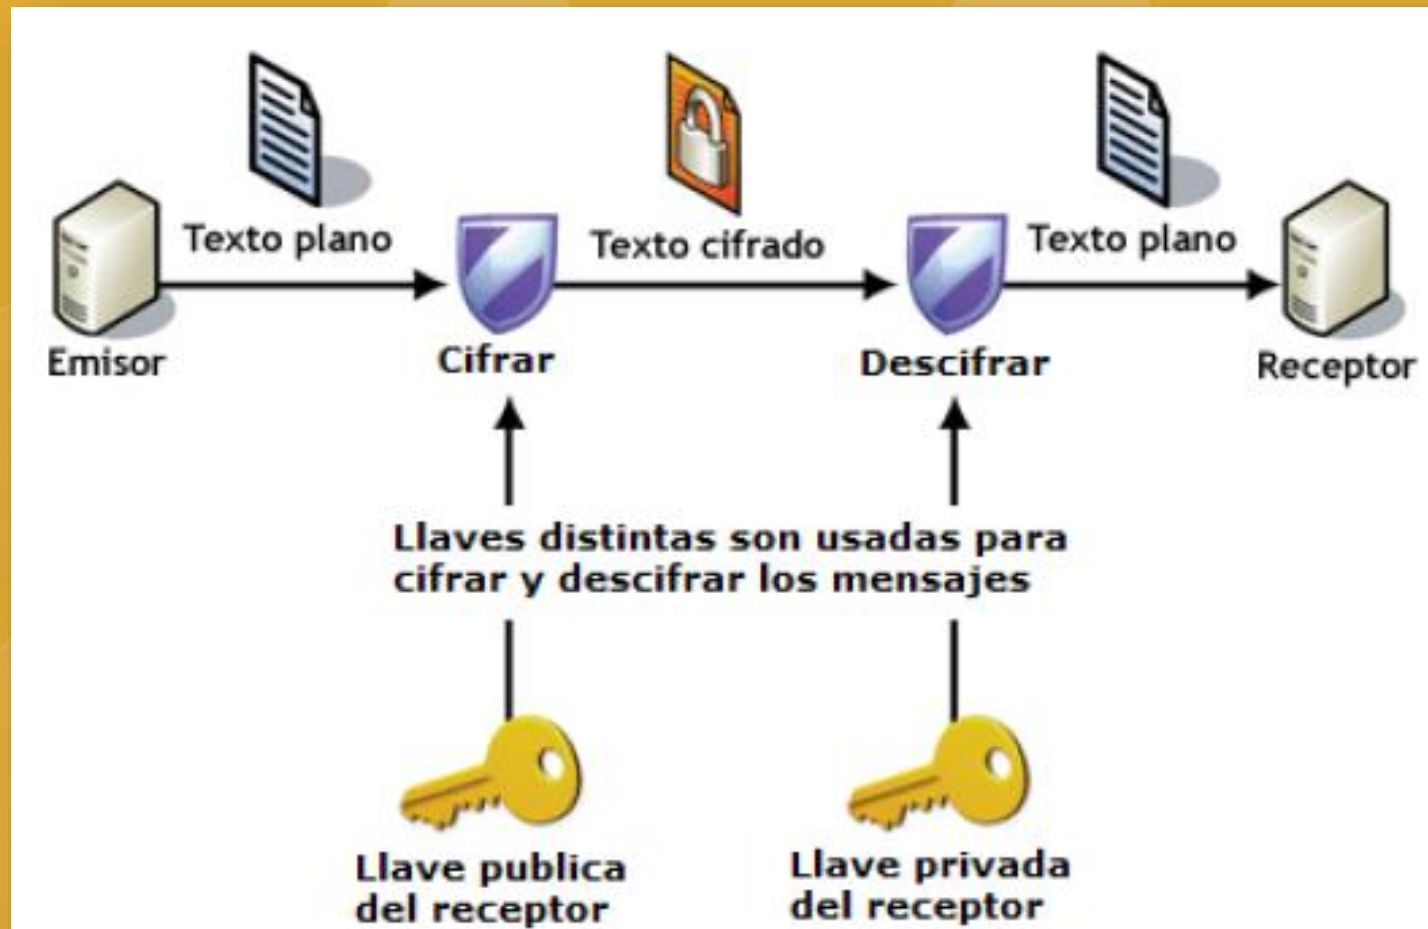 Texto plano
Texto cifrado
Texto plano
Emisor
Cifrar
Descifrar
Receptor
Llaves distintas son usadas para
cifrar y descifrar los mensajes
Llave publica
del receptor
Llave privada
del receptor